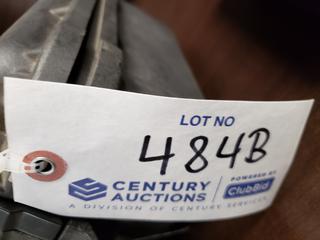 LOT NO
484B
CENTURY AUCTIONS
POWERED BY ClubBid
A DIVISION OF CENTURY SERVICES